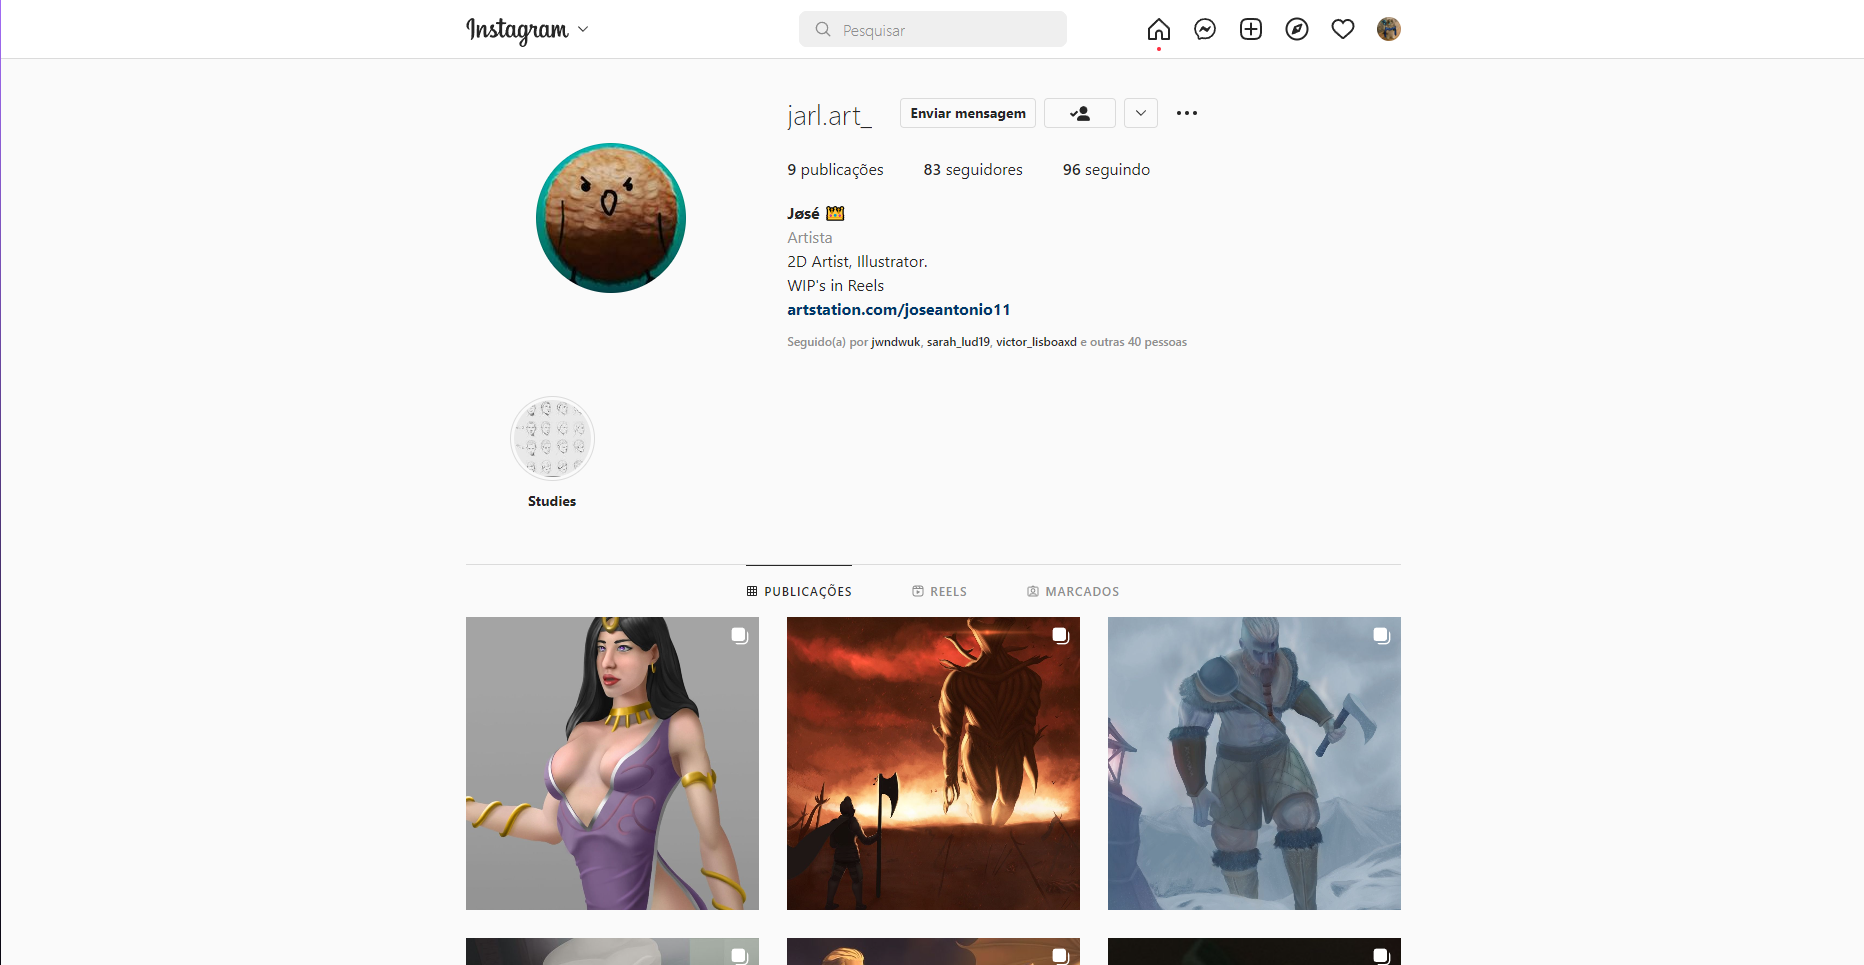 Instagram
Pesquisar
jarl.art_
Enviar mensagem
9 publicações 83 seguidores 96 seguindo
Jøsé
Artista
2D Artist, Illustrator.
WIP's in Reels
artstation.com/joseantonio11
Seguido(a) por jwndwuk, sarah_lud19, victor_lisboaxd e outras 40 pessoas
Studies
PUBLICAÇÕES REELS MARCADOS